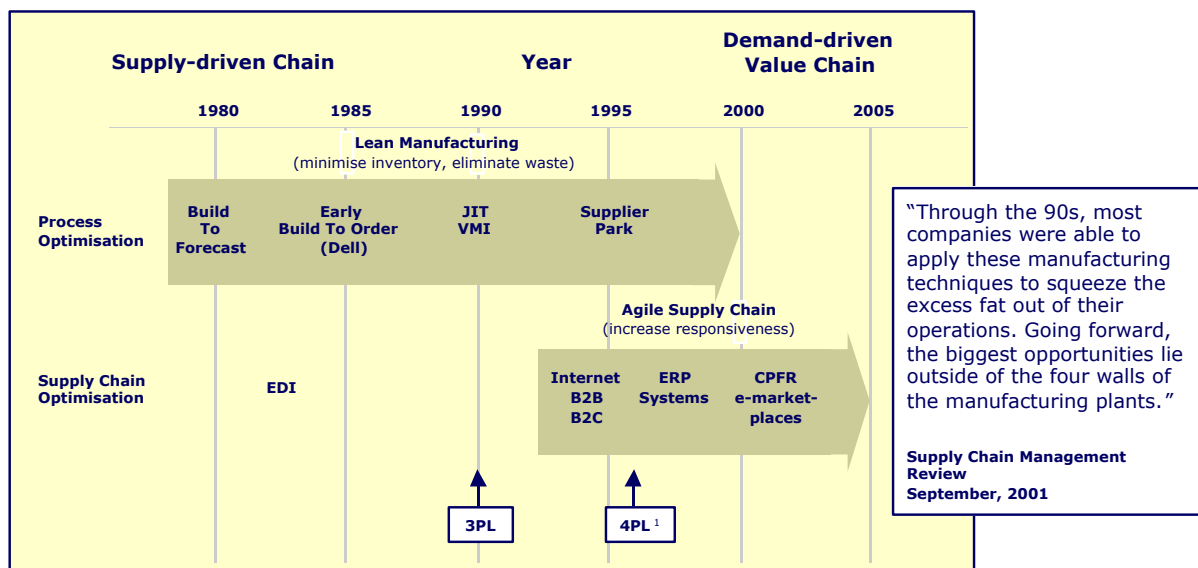 Supply-driven Chain
Year
Demand-driven
Value Chain
1980 1985 1990 1995 2000 2005
Lean Manufacturing
(minimise inventory, eliminate waste)
Process
Optimisation
Build
To
Forecast
Early
Build To Order
(Dell)
JIT
VMI
Supplier
Park
Agile Supply Chain
(increase responsiveness)
Supply Chain
Optimisation
EDI
Internet
B2B
B2C
ERP
Systems
CPFR
e-market-
places
3PL
4PL ¹
“Through the 90s, most
companies were able to
apply these manufacturing
techniques to squeeze the
excess fat out of their
operations. Going forward,
the biggest opportunities lie
outside of the four walls of
the manufacturing plants.”
Supply Chain Management
Review
September, 2001